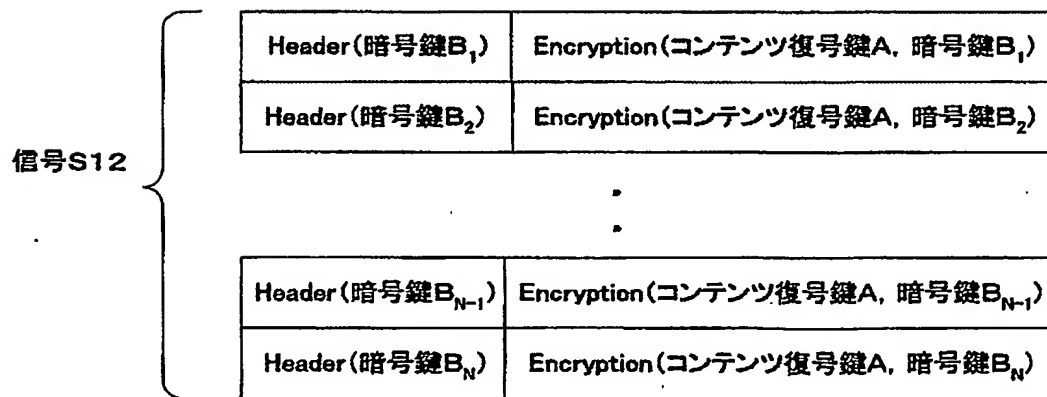 Header(暗号鍵B₁) Encryption(コンテンツ復号鍵A, 暗号鍵B₁)
Header(暗号鍵B₂) Encryption(コンテンツ復号鍵A, 暗号鍵B₂)
信号S12
Header(暗号鍵B_{N-1}) Encryption(コンテンツ復号鍵A, 暗号鍵B_{N-1})
Header(暗号鍵B_N) Encryption(コンテンツ復号鍵A, 暗号鍵B_N)